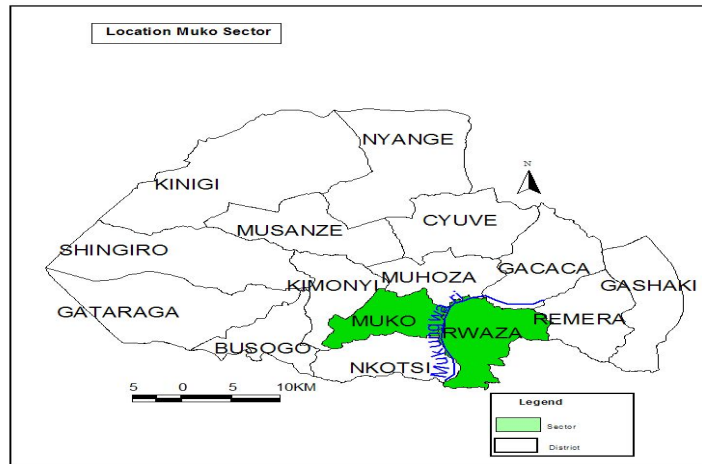 Location Muko Sector
NYANGE
N
KINIGI
CYUVE
MUSANZE
SHINGIRO
GACACA
MUHOZA
KIMONYI
GASHAKI
GATARAGA
MUKO
REMERA
RWAZA
Mukungwa R.
BUSOGO
NKOTSI
5 0 5 10KM
Legend
Sector
District